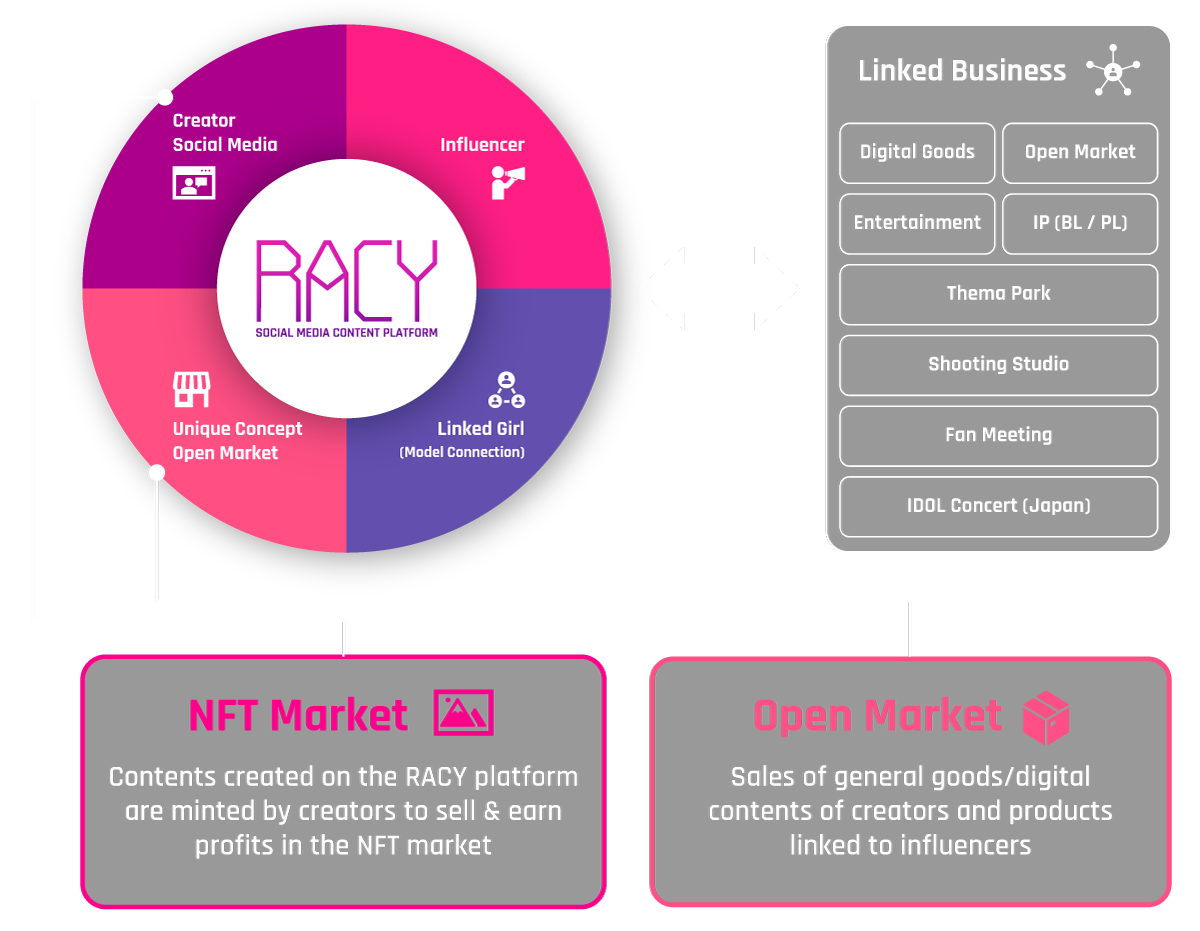 Creator
Social Media
Influencer
RACY
SOCIAL MEDIA CONTENT PLATFORM
Unique Concept
Open Market
Linked Girl
(Model Connection)
Linked Business
Digital Goods
Open Market
Entertainment
IP (BL / PL)
Thema Park
Shooting Studio
Fan Meeting
IDOL Concert (Japan)
NFT Market
Contents created on the RACY platform
are minted by creators to sell & earn
profits in the NFT market
Open Market
Sales of general goods/digital
contents of creators and products
linked to influencers